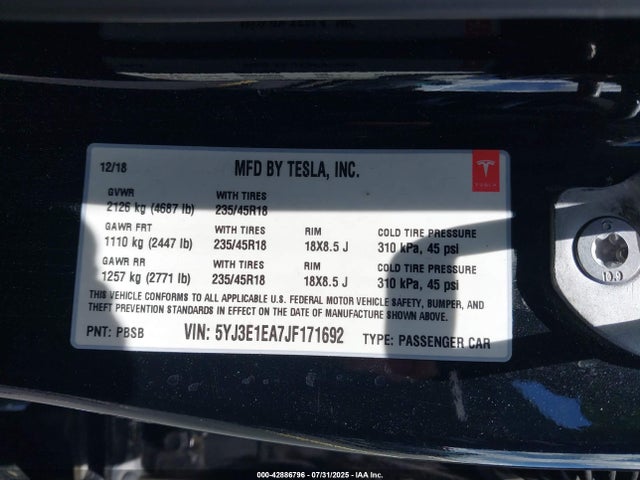 12/18 MFD BY TESLA, INC.
TESLA
GVWR WITH TIRES
2126 kg (4687 lb) 235/45R18
GAWR FRT WITH TIRES RIM COLD TIRE PRESSURE
1110 kg (2447 lb) 235/45R18 18X8.5 J 310 kPa, 45 psi
GAWR RR WITH TIRES RIM COLD TIRE PRESSURE
1257 kg (2771 lb) 235/45R18 18X8.5 J 310 kPa, 45 psi
THIS VEHICLE CONFORMS TO ALL APPLICABLE U.S. FEDERAL MOTOR VEHICLE SAFETY, BUMPER, AND
THEFT PREVENTION STANDARDS IN EFFECT ON THE DATE OF MANUFACTURE SHOWN ABOVE.
PNT: PBSB VIN: 5YJ3E1EA7JF171692 TYPE: PASSENGER CAR
10.9
000-42886796 - 07/31/2025 - IAA Inc.